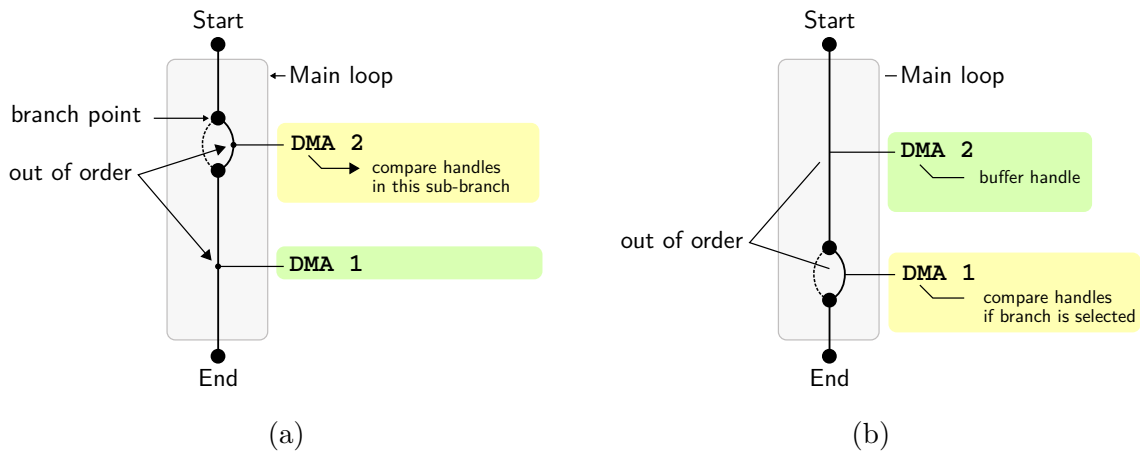 Start
Main loop
branch point
DMA 2
compare handles
in this sub-branch
out of order
DMA 1
End
(a)
Start
Main loop
DMA 2
buffer handle
out of order
DMA 1
compare handles
if branch is selected
End
(b)